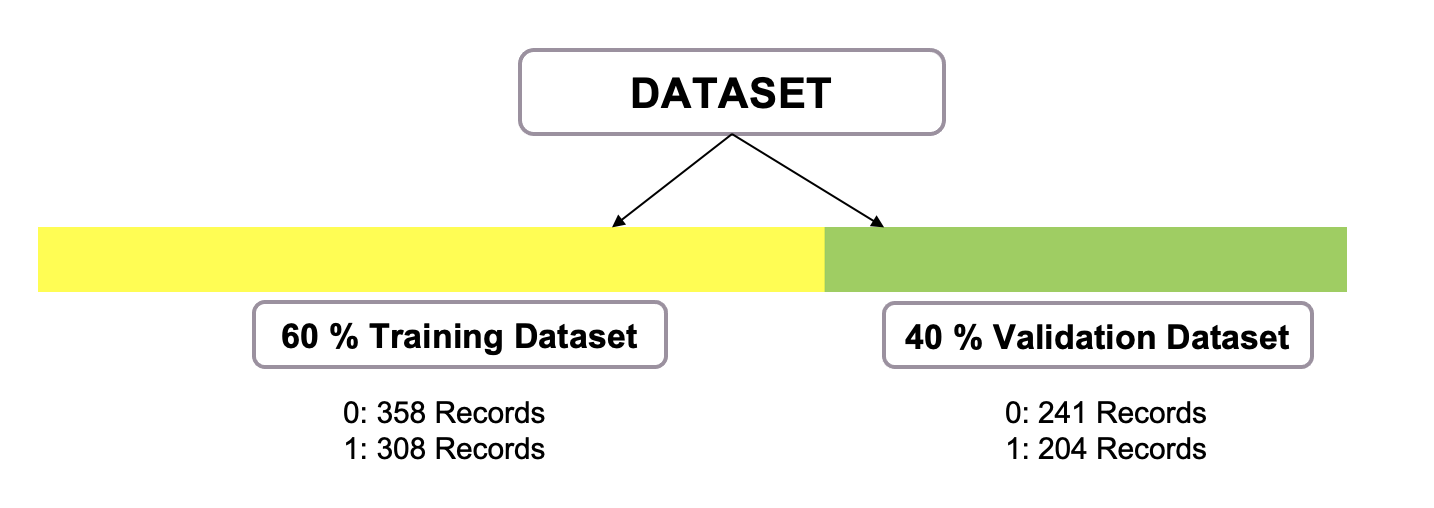 DATASET
60 % Training Dataset
0: 358 Records
1: 308 Records
40 % Validation Dataset
0: 241 Records
1: 204 Records